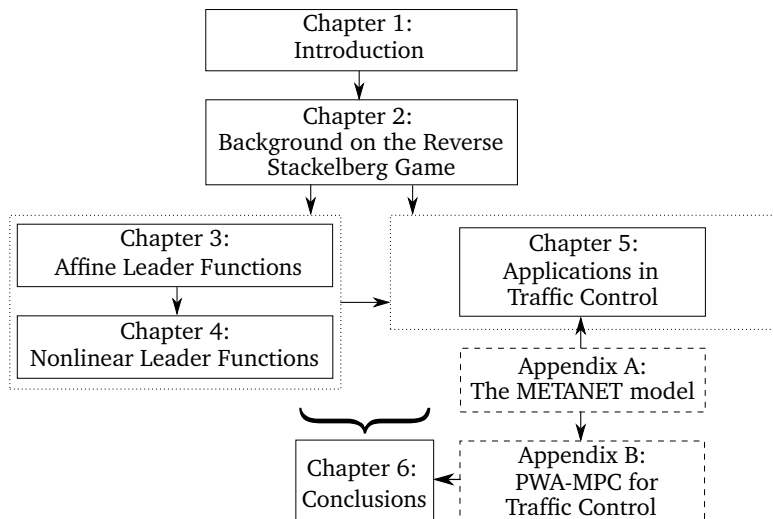 Chapter 1:
Introduction
Chapter 2:
Background on the Reverse
Stackelberg Game
Chapter 3:
Affine Leader Functions
Chapter 4:
Nonlinear Leader Functions
Chapter 5:
Applications in
Traffic Control
Appendix A:
The METANET model
Appendix B:
PWA-MPC for
Traffic Control
Chapter 6:
Conclusions